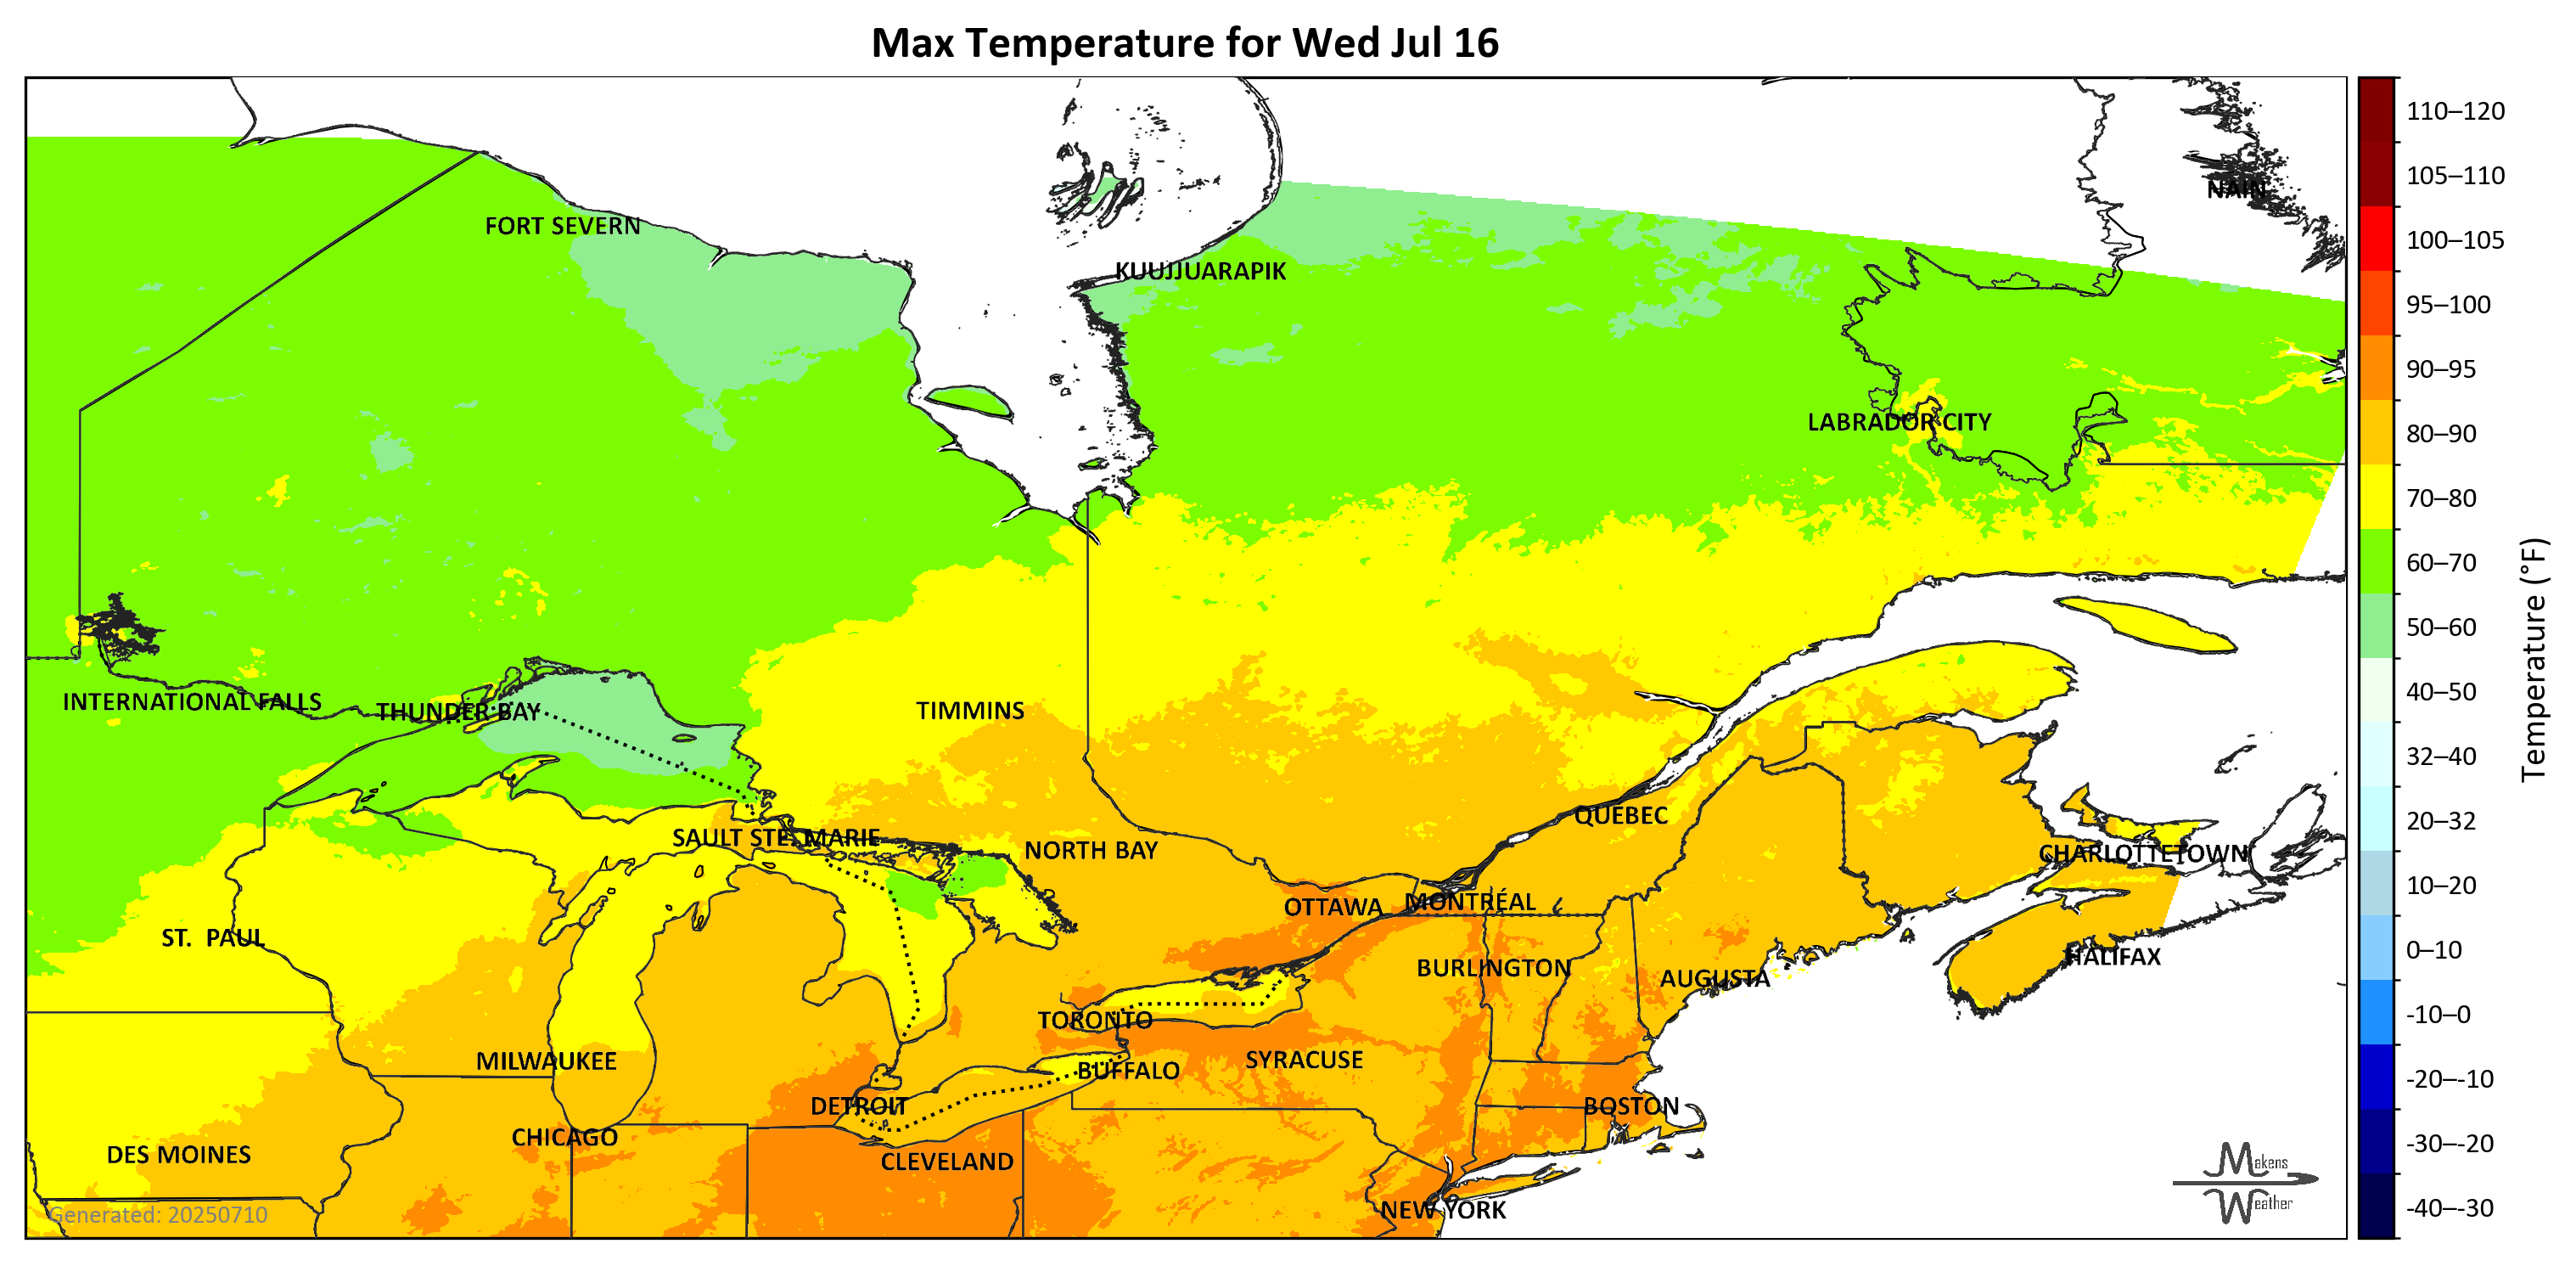 Max Temperature for Wed Jul 16
110–120
105–110
NAIN
FORT SEVERN
100–105
KUUJJUARAPIK
95–100
90–95
LABRADOR CITY
80–90
70–80
60–70
50–60
Temperature (°F)
INTERNATIONAL FALLS
THUNDER BAY
TIMMINS
40–50
32–40
QUÉBEC
20–32
SAULT STE. MARIE
NORTH BAY
CHARLOTTETOWN
10–20
OTTAWA
MONTRÉAL
ST. PAUL
0–10
HALIFAX
BURLINGTON
AUGUSTA
-10–0
TORONTO
MILWAUKEE
SYRACUSE
BUFFALO
-20–-10
DETROIT
BOSTON
CHICAGO
-30–-20
DES MOINES
CLEVELAND
Makens
Weather
NEW YORK
-40–-30
Generated: 20250710